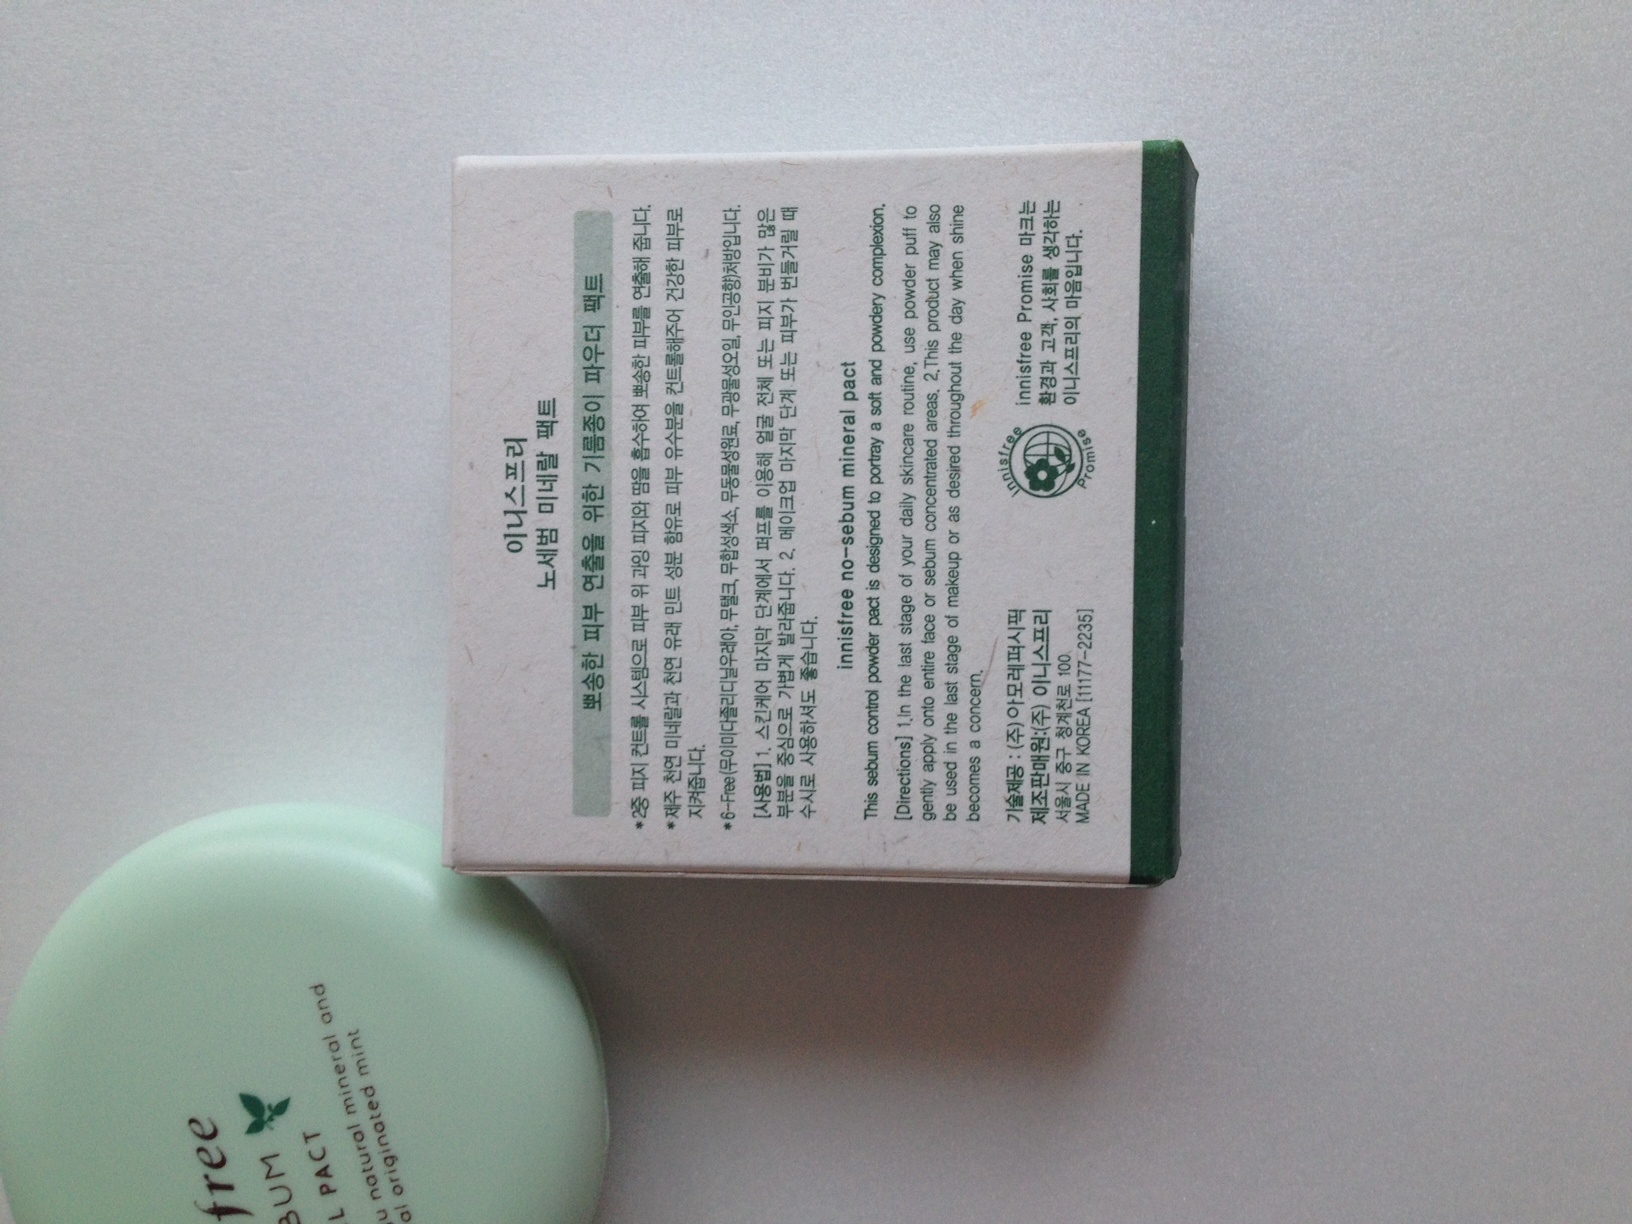 이니스프리
노세범 미네랄 팩트
뽀송한 피부 연출을 위한 기름종이 파우더 팩트
*2중 피지 컨트롤 시스템으로 피부 위 과잉 피지와 땀을 흡수하여 뽀송한 피부를 연출해 줍니다.
*제주 천연 미네랄과 천연 유래 민트 성분 함유로 피부 유수분을 컨트롤해주어 건강한 피부로
지켜줍니다.
*6-Free(무이미다졸리디닐우레아, 무탤크, 무합성색소, 무동물성원료, 무광물성오일, 무인공향)처방입니다.
[사용법] 1. 스킨케어 마지막 단계에서 퍼프를 이용해 얼굴 전체 또는 피지 분비가 많은
부분을 중심으로 가볍게 발라줍니다. 2. 메이크업 마지막 단계 또는 피부가 번들거릴 때
수시로 사용하셔도 좋습니다.
innisfree no-sebum mineral pact
This sebum control powder pact is designed to portray a soft and powdery complexion.
[Directions] 1.In the last stage of your daily skincare routine, use powder puff to
gently apply onto entire face or sebum concentrated areas. 2.This product may also
be used in the last stage of makeup or as desired throughout the day when shine
becomes a concern.
기술제공 : (주)아모레퍼시픽
제조판매원:(주) 이니스프리
서울시 중구 청계천로 100
MADE IN KOREA [11177-2235]
innisfree
Promise
innisfree Promise 마크는
환경과 고객, 사회를 생각하는
이니스프리의 마음입니다.
free
BUM
L PACT
u natural mineral and
al originated mint